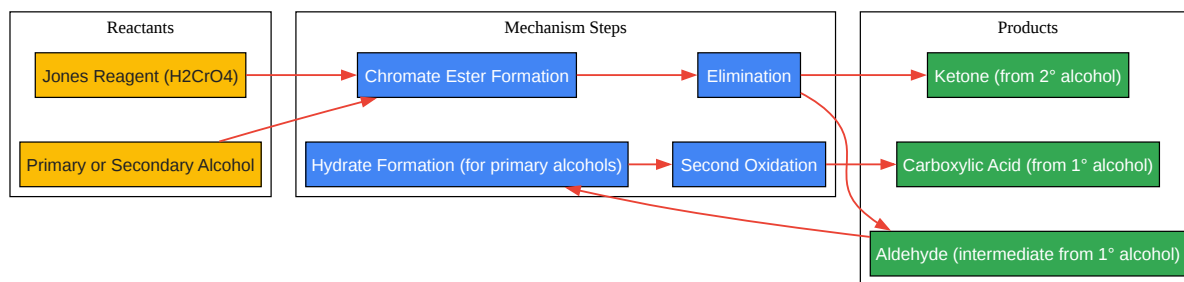 Reactants
Mechanism Steps
Products
Jones Reagent (H2CrO4)
Chromate Ester Formation
Elimination
Ketone (from 2° alcohol)
Primary or Secondary Alcohol
Hydrate Formation (for primary alcohols)
Second Oxidation
Carboxylic Acid (from 1° alcohol)
Aldehyde (intermediate from 1° alcohol)